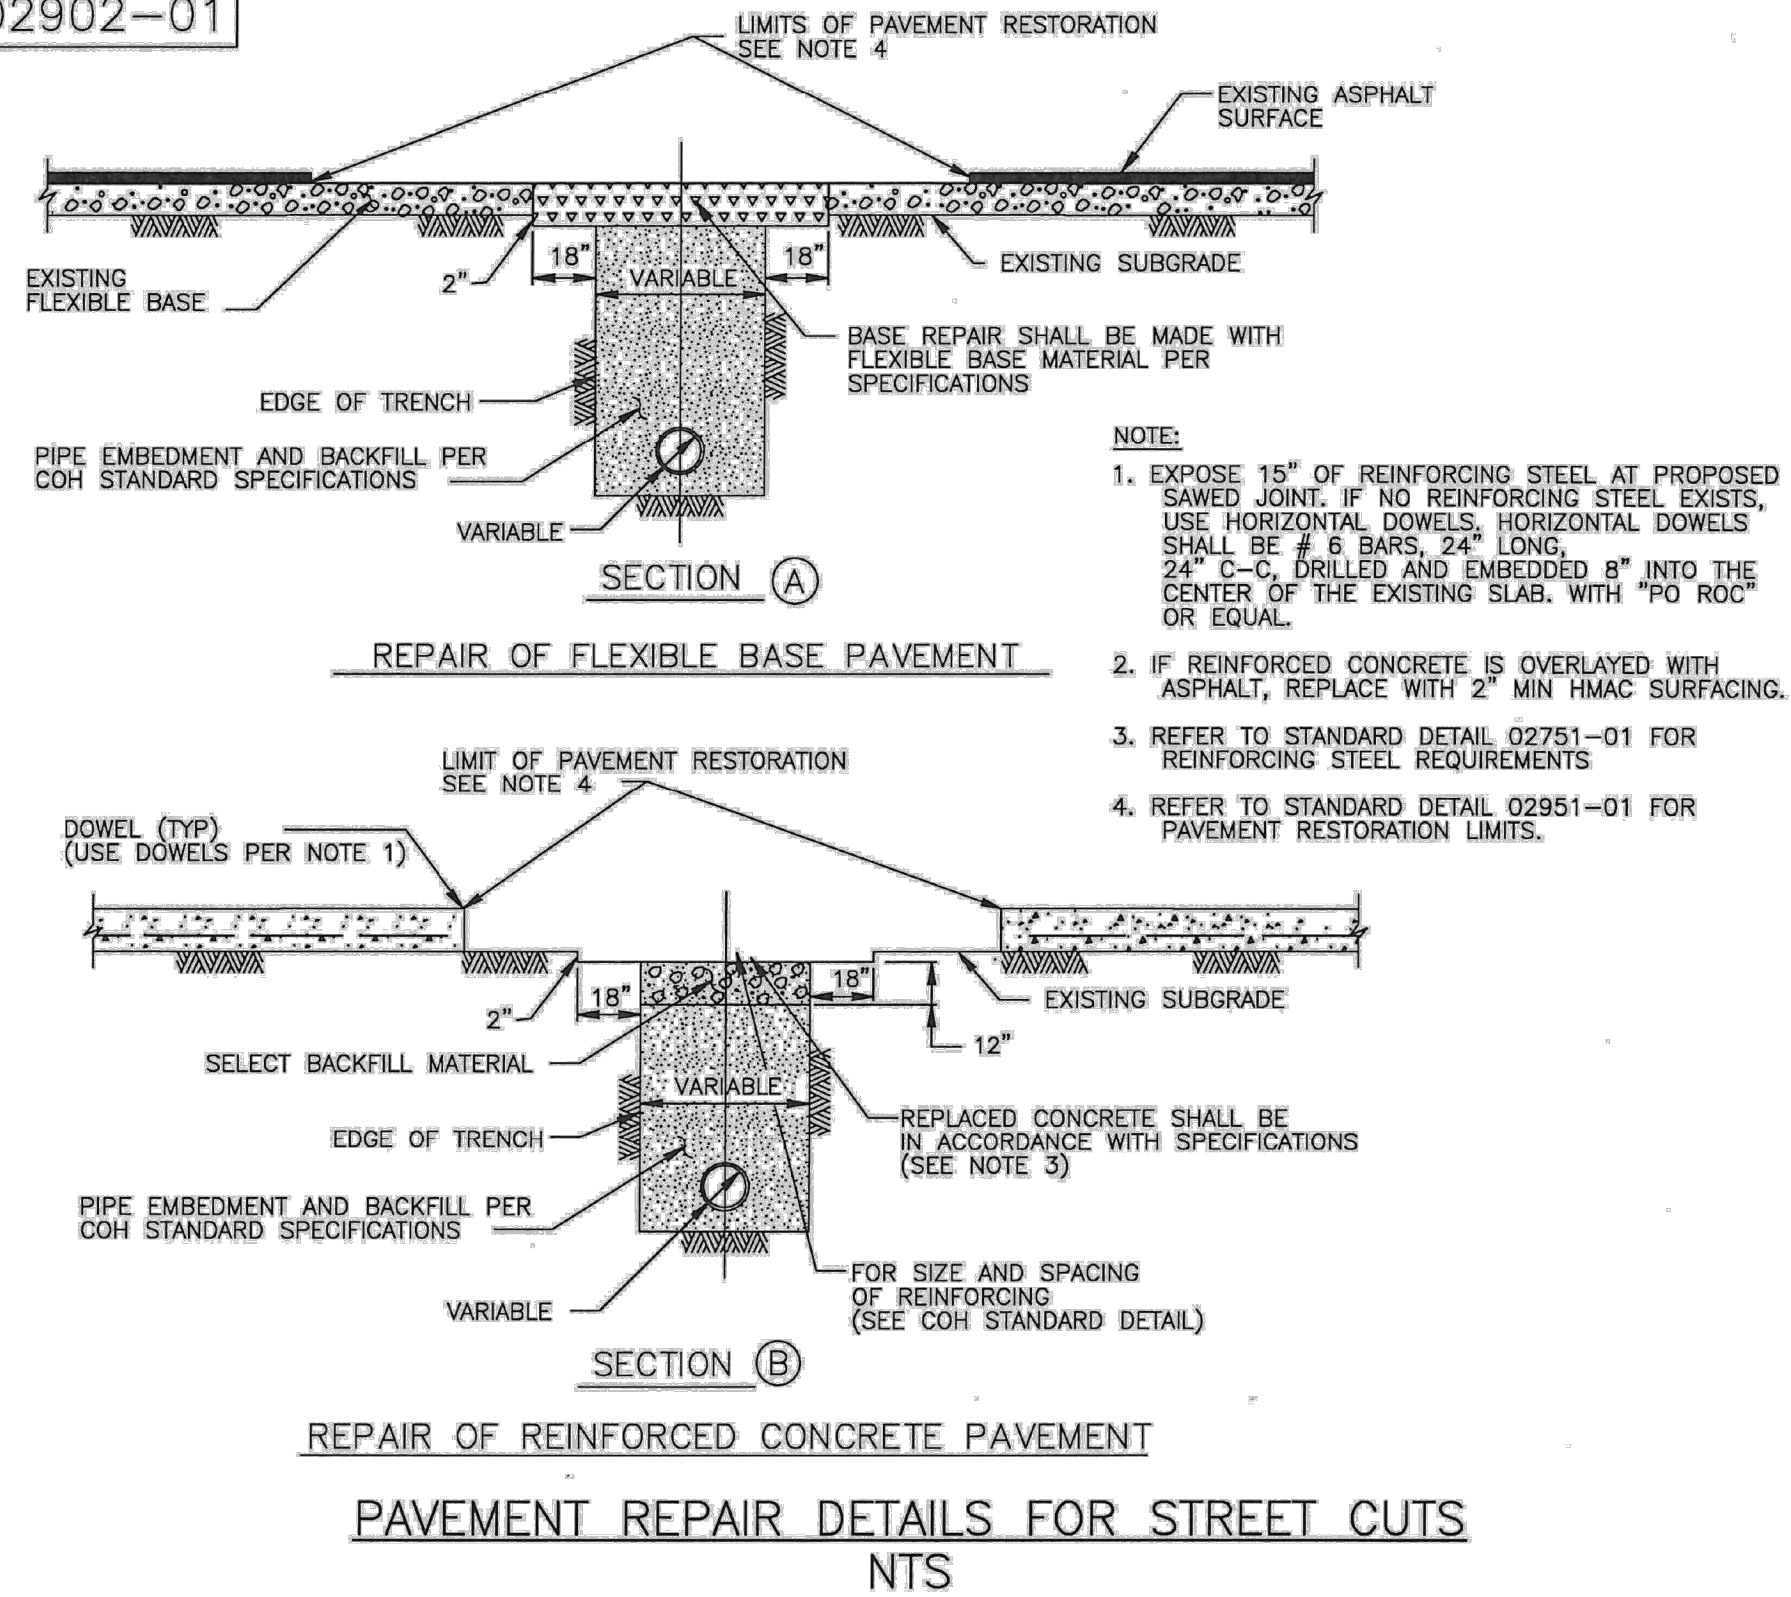 02902-01
LIMITS OF PAVEMENT RESTORATION
SEE NOTE 4
EXISTING ASPHALT
SURFACE
18"
18"
2"
VARIABLE
EXISTING
FLEXIBLE BASE
EXISTING SUBGRADE
BASE REPAIR SHALL BE MADE WITH
FLEXIBLE BASE MATERIAL PER
SPECIFICATIONS
EDGE OF TRENCH
PIPE EMBEDMENT AND BACKFILL PER
COH STANDARD SPECIFICATIONS
VARIABLE
SECTION A
REPAIR OF FLEXIBLE BASE PAVEMENT
NOTE:
1. EXPOSE 15" OF REINFORCING STEEL AT PROPOSED
SAWED JOINT. IF NO REINFORCING STEEL EXISTS,
USE HORIZONTAL DOWELS. HORIZONTAL DOWELS
SHALL BE # 6 BARS, 24" LONG,
24" C-C, DRILLED AND EMBEDDED 8" INTO THE
CENTER OF THE EXISTING SLAB. WITH "PO ROC"
OR EQUAL.
2. IF REINFORCED CONCRETE IS OVERLAYED WITH
ASPHALT, REPLACE WITH 2" MIN HMAC SURFACING.
3. REFER TO STANDARD DETAIL 02751-01 FOR
REINFORCING STEEL REQUIREMENTS
4. REFER TO STANDARD DETAIL 02951-01 FOR
PAVEMENT RESTORATION LIMITS.
LIMIT OF PAVEMENT RESTORATION
SEE NOTE 4
DOWEL (TYP)
(USE DOWELS PER NOTE 1)
18"
18"
2"
EXISTING SUBGRADE
12"
SELECT BACKFILL MATERIAL
VARIABLE
EDGE OF TRENCH
REPLACED CONCRETE SHALL BE
IN ACCORDANCE WITH SPECIFICATIONS
(SEE NOTE 3)
PIPE EMBEDMENT AND BACKFILL PER
COH STANDARD SPECIFICATIONS
VARIABLE
FOR SIZE AND SPACING
OF REINFORCING
(SEE COH STANDARD DETAIL)
SECTION B
REPAIR OF REINFORCED CONCRETE PAVEMENT
PAVEMENT REPAIR DETAILS FOR STREET CUTS
NTS